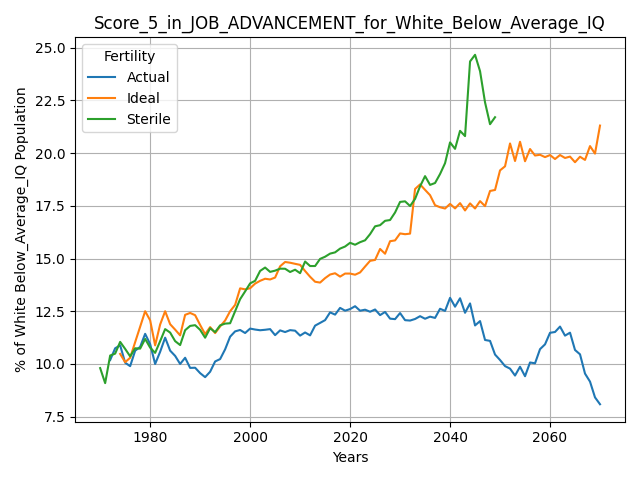 Score_5_in_JOB_ADVANCEMENT_for_White_Below_Average_IQ
% of White Below_Average_IQ Population
25.0
22.5
20.0
17.5
15.0
12.5
10.0
7.5
Fertility
Actual
Ideal
Sterile
1980
2000
2020
2040
2060
Years